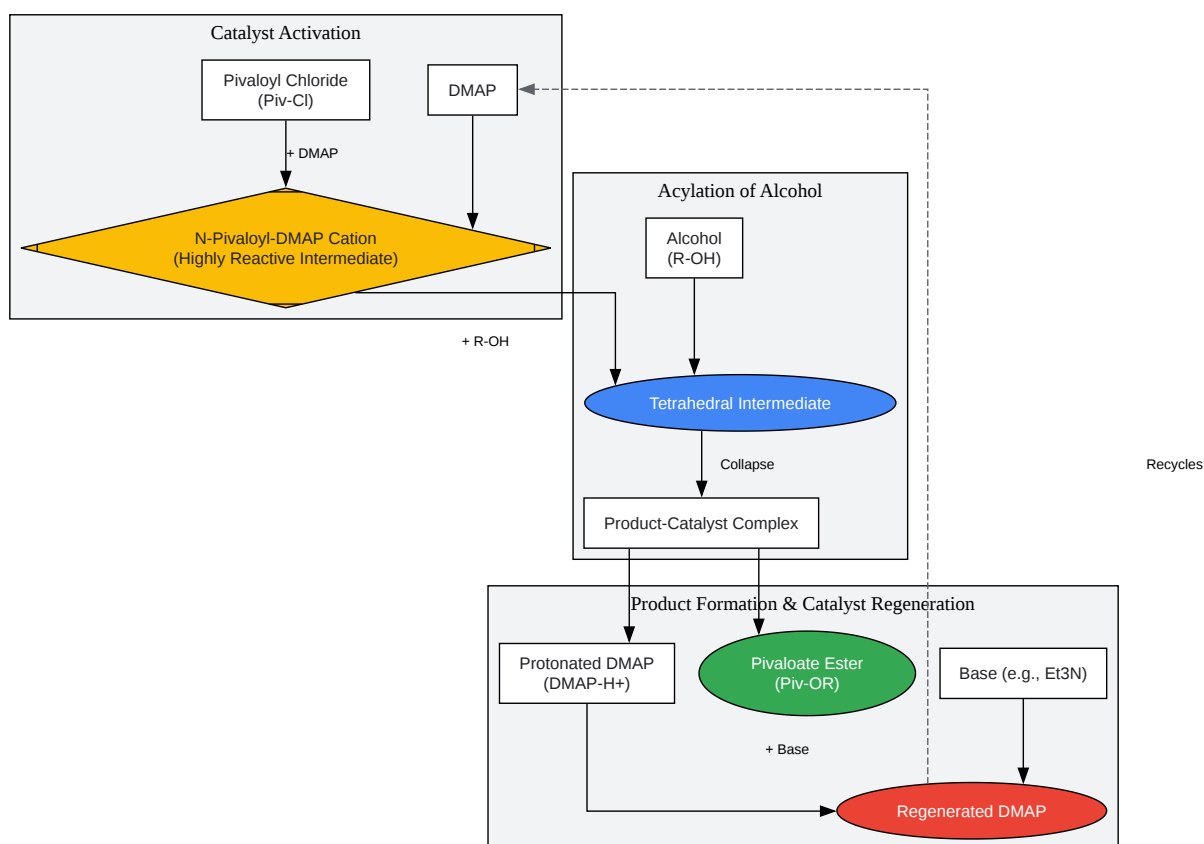 Catalyst Activation
Pivaloyl Chloride
(Piv-Cl)
DMAP
+ DMAP
N-Pivaloyl-DMAP Cation
(Highly Reactive Intermediate)
Acylation of Alcohol
Alcohol
(R-OH)
+ R-OH
Tetrahedral Intermediate
Collapse
Recycles
Product-Catalyst Complex
Product Formation & Catalyst Regeneration
Protonated DMAP
(DMAP-H+)
Pivaloate Ester
(Piv-OR)
Base (e.g., Et3N)
+ Base
Regenerated DMAP